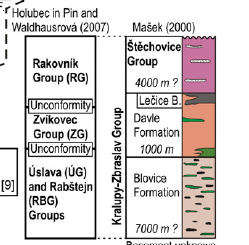 Holubec in Pin and
Waldhausrová (2007)
Mašek (2000)
Rakovník
Group (RG)
Unconformity
Zvíkovec
Group (ZG)
Unconformity
Úslava (ÚG)
and Rabštejn
(RBG)
Groups
[9]
Kralupy-Zbraslav Group
Štěchovice
Group
4000 m ?
Lečice B.
Davle
Formation
1000 m
Blovice
Formation
7000 m ?